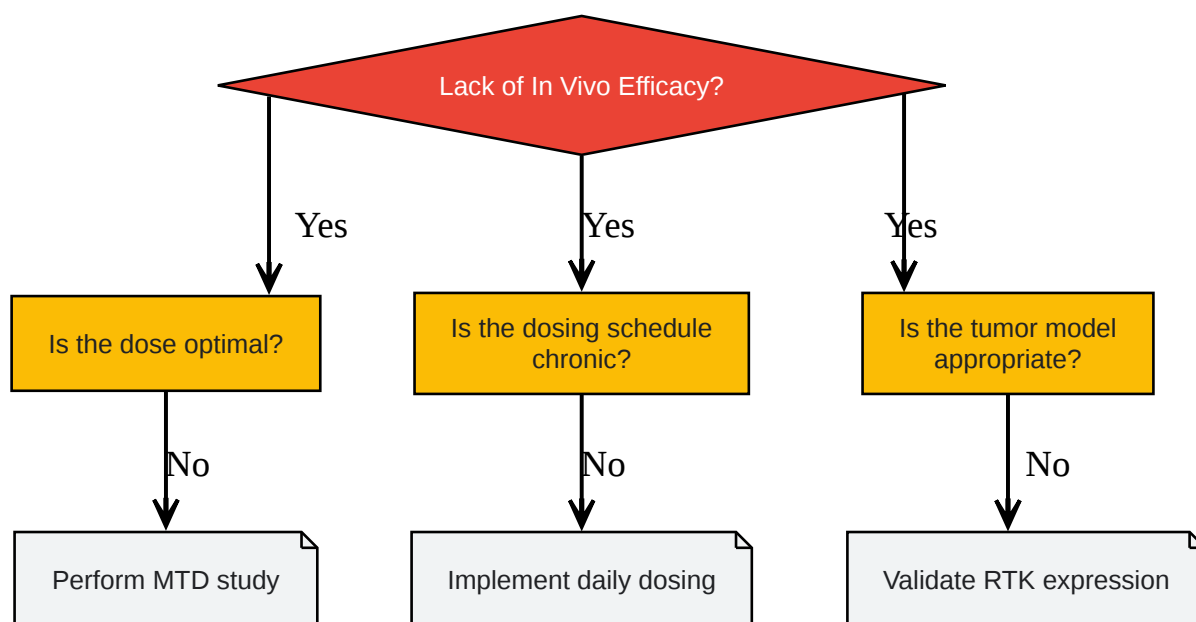 Lack of In Vivo Efficacy?
Yes
Yes
Yes
Is the dose optimal?
Is the dosing schedule
chronic?
Is the tumor model
appropriate?
No
No
No
Perform MTD study
Implement daily dosing
Validate RTK expression